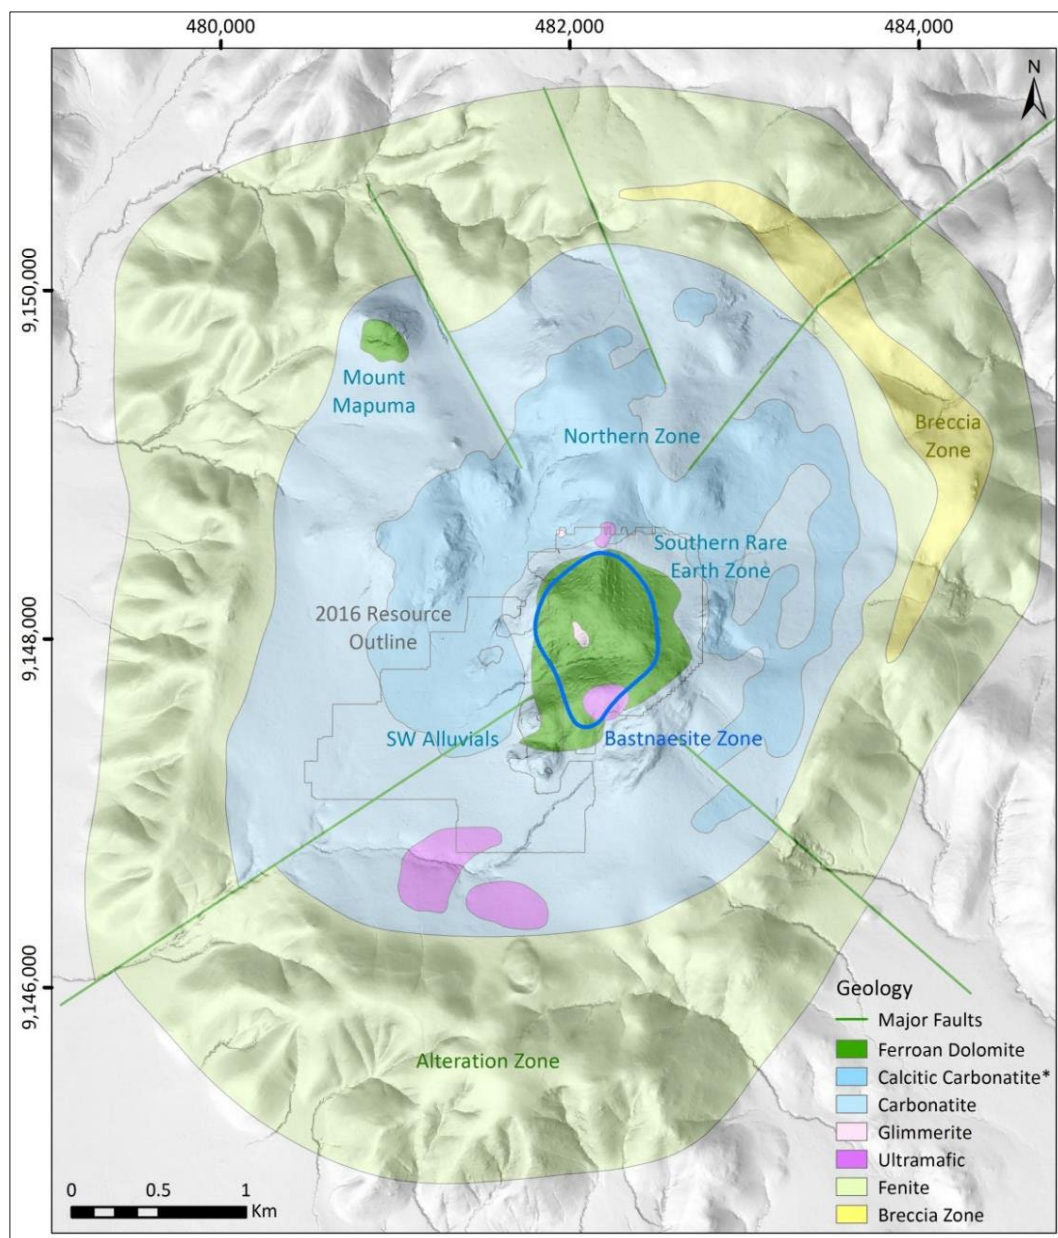 480,000
482,000
484,000
N
9,150,000
Mount
Mapuma
Northern Zone
Breccia
Zone
Southern Rare
Earth Zone
2016 Resource
Outline
9,148,000
SW Alluvials
Bastnaesite Zone
9,146,000
Alteration Zone
Geology
Major Faults
Ferroan Dolomite
Calcitic Carbonatite*
Carbonatite
Glimmerite
Ultramafic
Fenite
Breccia Zone
0 0.5 1
Km